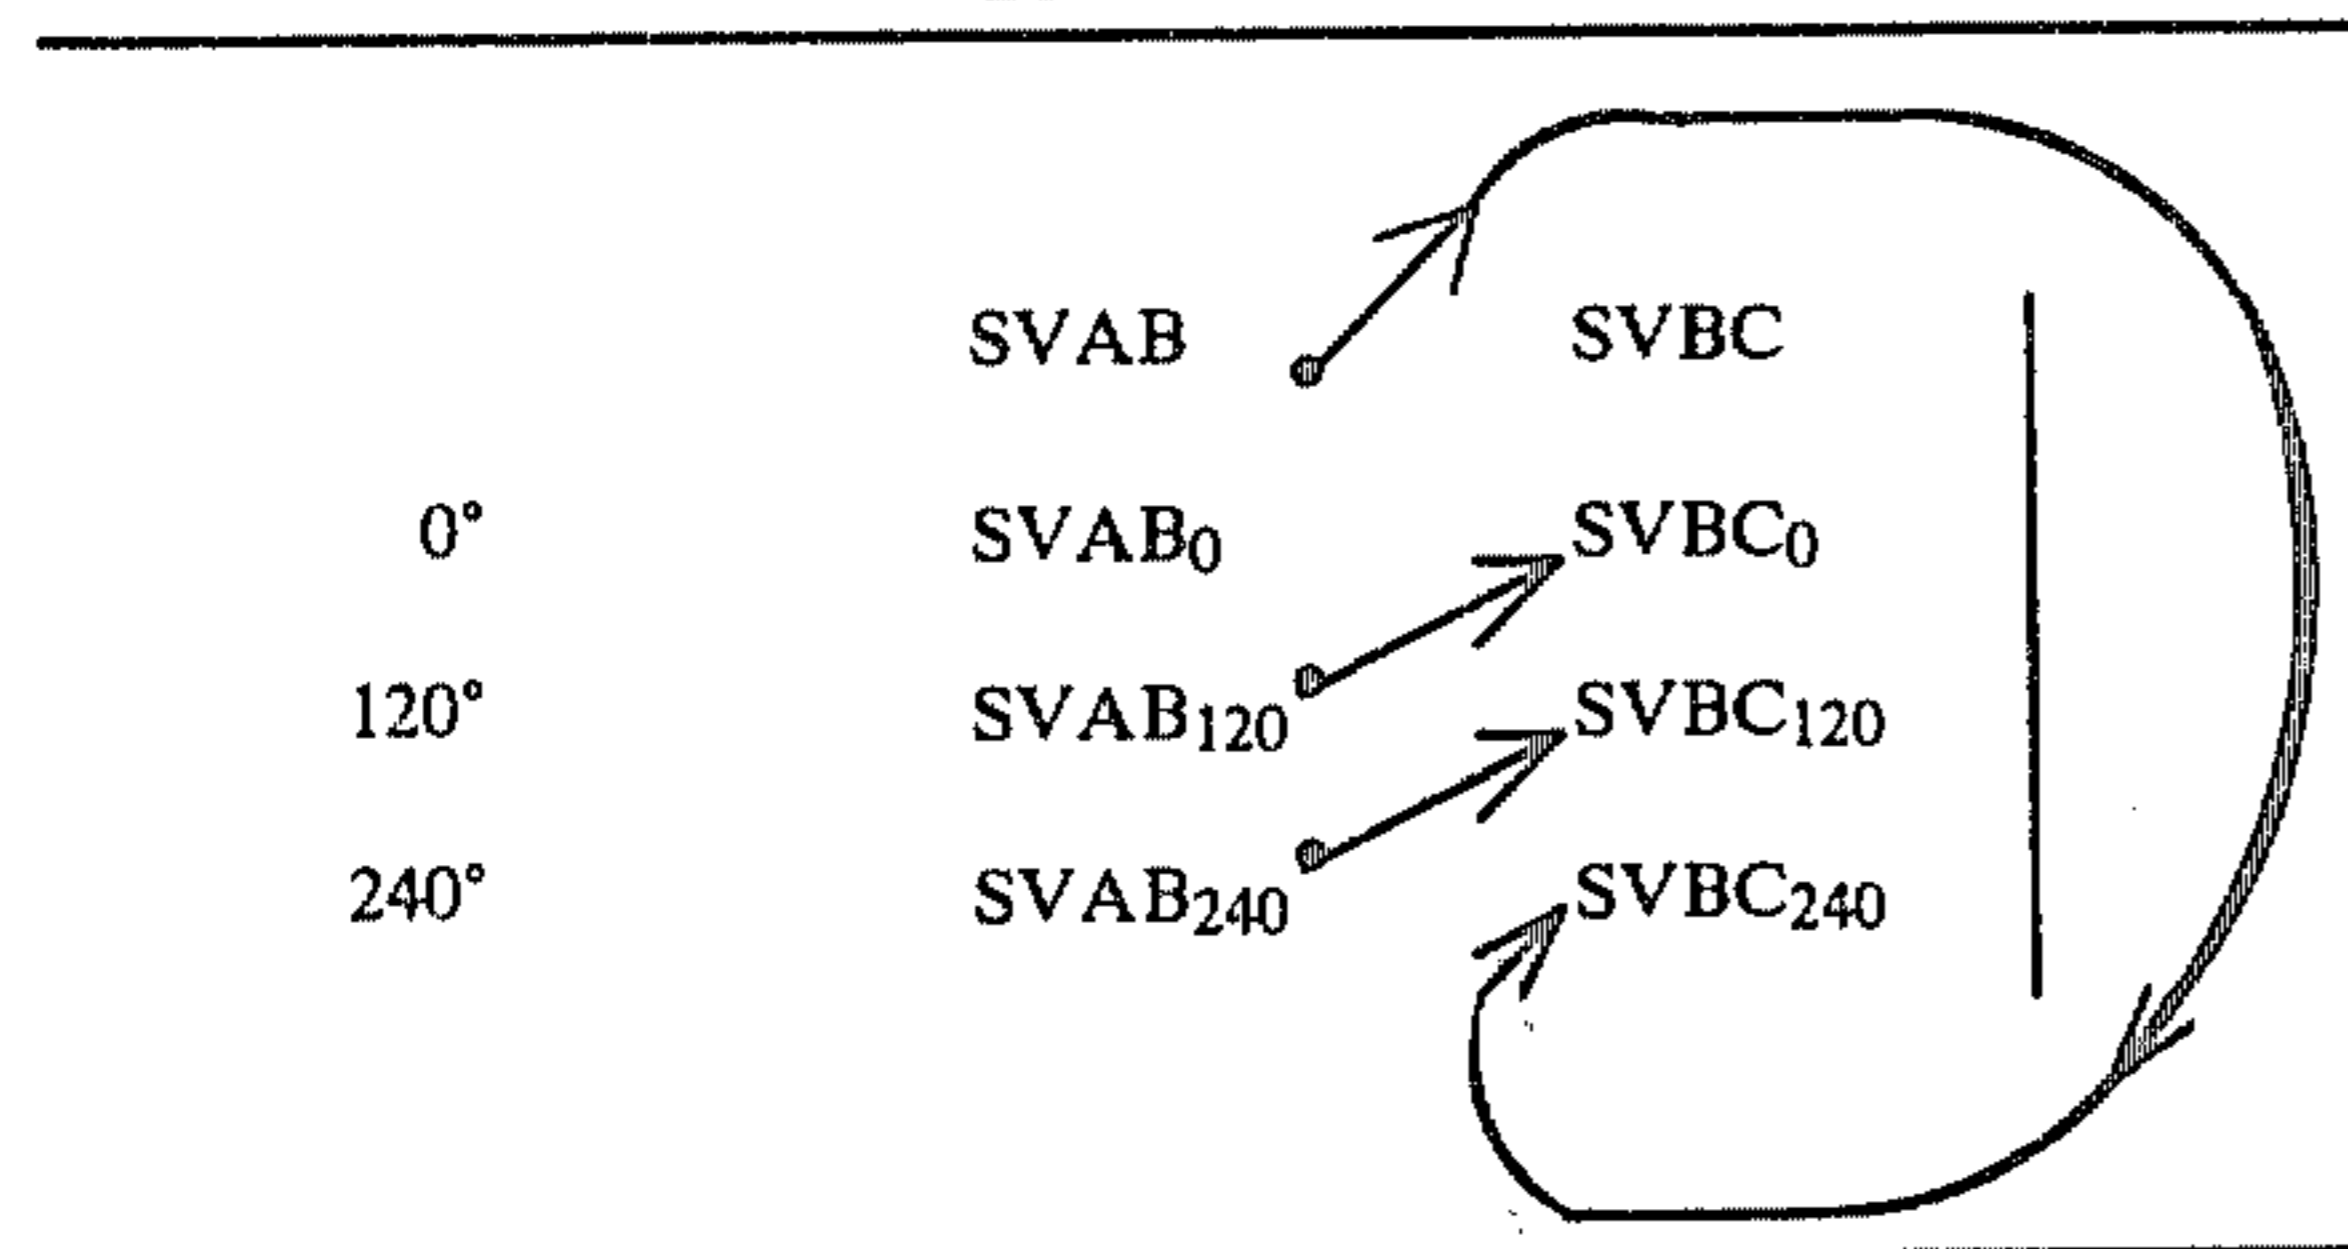 SVAB SVBC
0° SVAB₀ SVBC₀
120° SVAB₁₂₀ SVBC₁₂₀
240° SVAB₂₄₀ SVBC₂₄₀